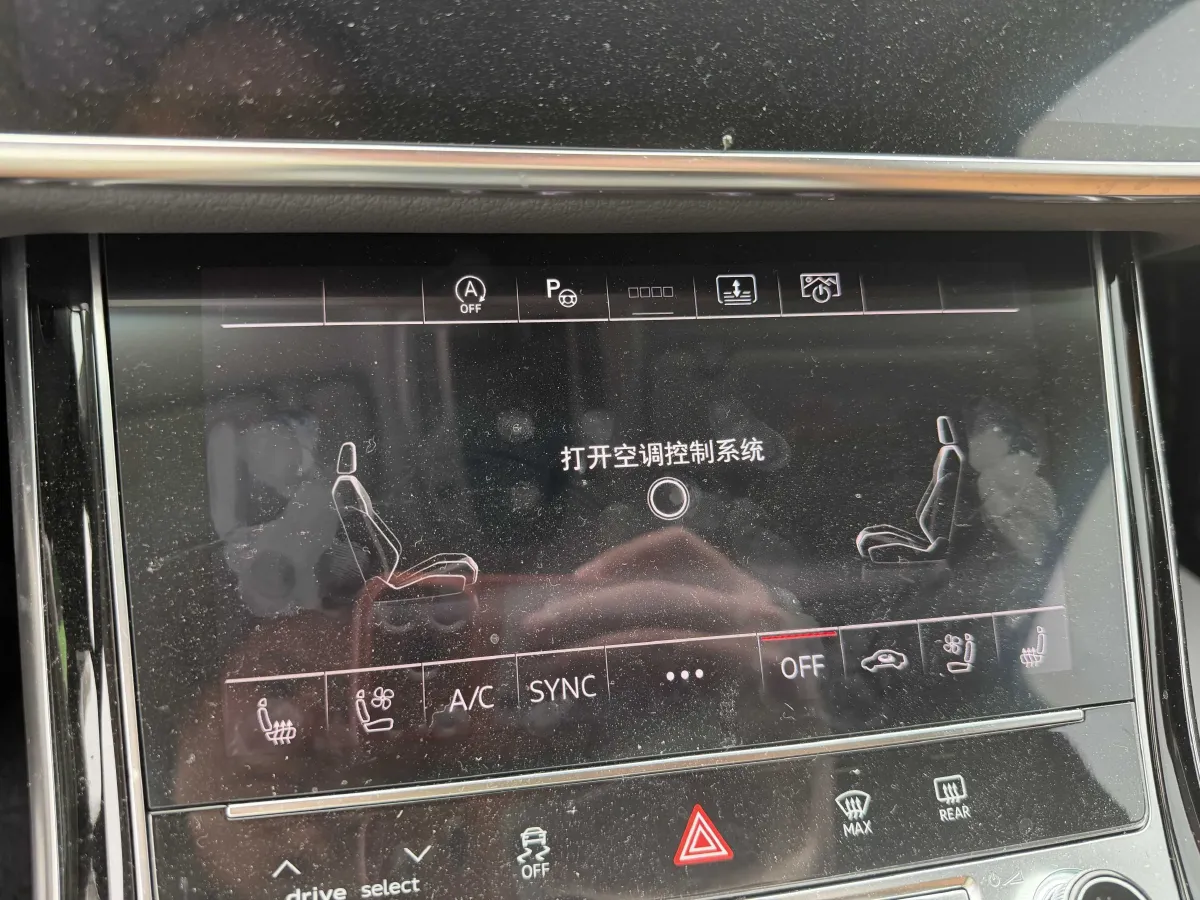 A
OFF
P
打开空调控制系统
A/C
SYNC
•••
OFF
MAX
REAR
OFF
drive select